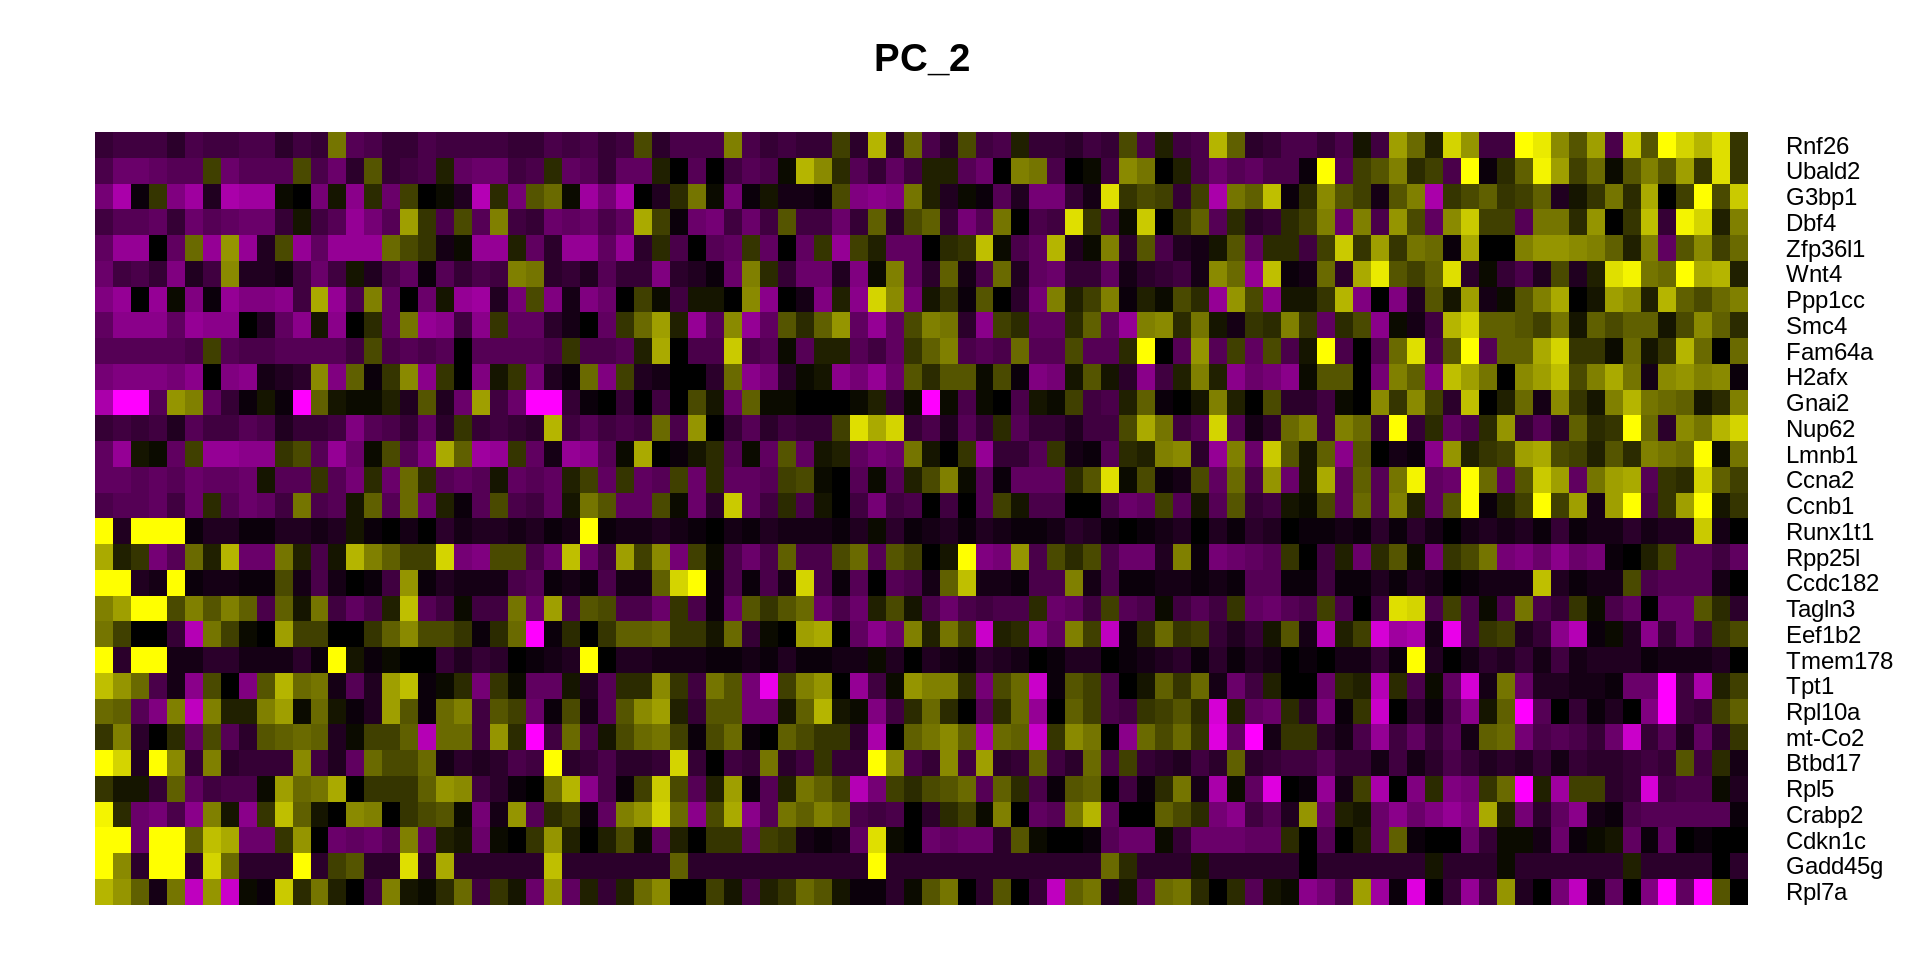 PC_2
Rnf26
Ubald2
G3bp1
Dbf4
Zfp36l1
Wnt4
Ppp1cc
Smc4
Fam64a
H2afx
Gnai2
Nup62
Lmnb1
Ccna2
Ccnb1
Runx1t1
Rpp25l
Ccdc182
Tagln3
Eef1b2
Tmem178
Tpt1
Rpl10a
mt-Co2
Btbd17
Rpl5
Crabp2
Cdkn1c
Gadd45g
Rpl7a